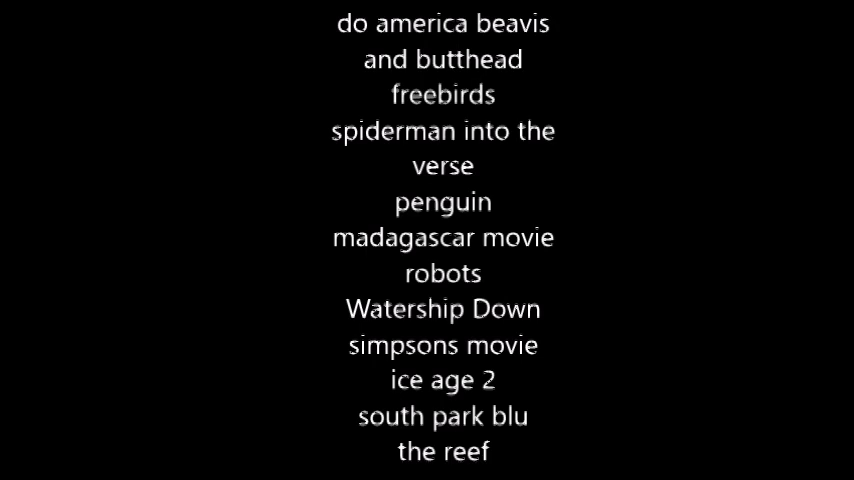 do america beavis
and butthead
freebirds
spiderman into the
verse
penguin
madagascar movie
robots
Watership Down
simpsons movie
ice age 2
south park blu
the reef